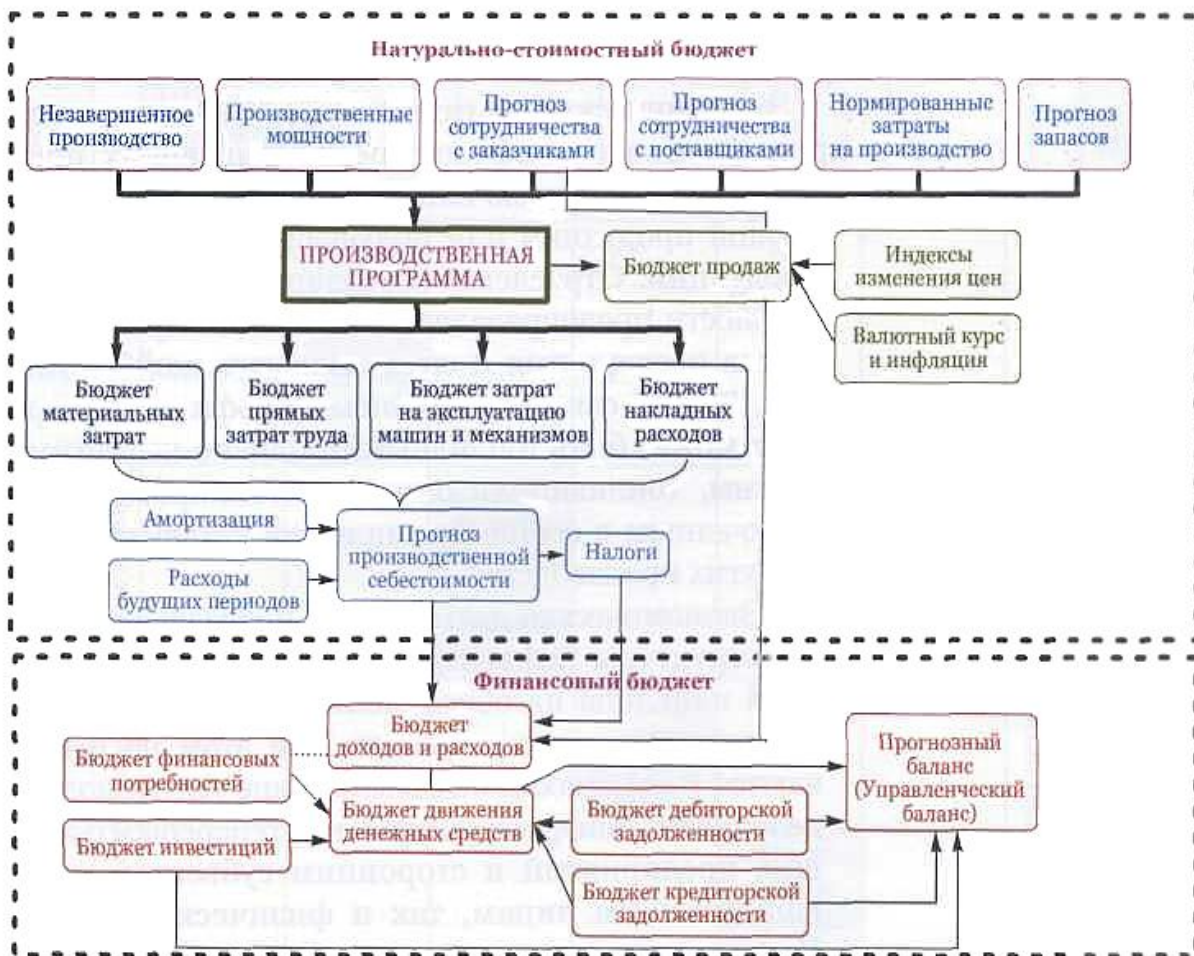 Натурально-стоимостный бюджет
Незавершенное
производство
Производственные
мощности
Прогноз
сотрудничества
с заказчиками
Прогноз
сотрудничества
с поставщиками
Нормированные
затраты
на производство
Прогноз
запасов
ПРОИЗВОДСТВЕННАЯ
ПРОГРАММА
Бюджет продаж
Индексы
изменения цен
Валютный курс
и инфляция
Бюджет
материальных
затрат
Бюджет
прямых
затрат труда
Бюджет затрат
на эксплуатацию
машин и механизмов
Бюджет
накладных
расходов
Амортизация
Расходы
будущих периодов
Прогноз
производственной
себестоимости
Налоги
Финансовый бюджет
Бюджет
доходов и расходов
Бюджет финансовых
потребностей
Бюджет инвестиций
Бюджет движения
денежных средств
Бюджет дебиторской
задолженности
Бюджет кредиторской
задолженности
Прогнозный
баланс
(Управленческий
баланс)